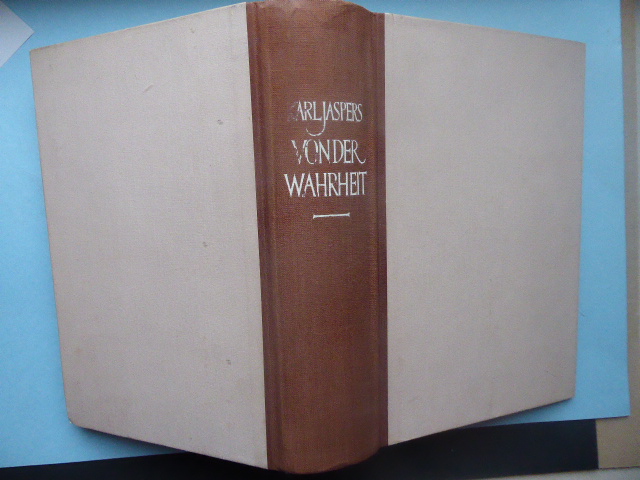 KARL JASPERS
VON DER
WAHRHEIT